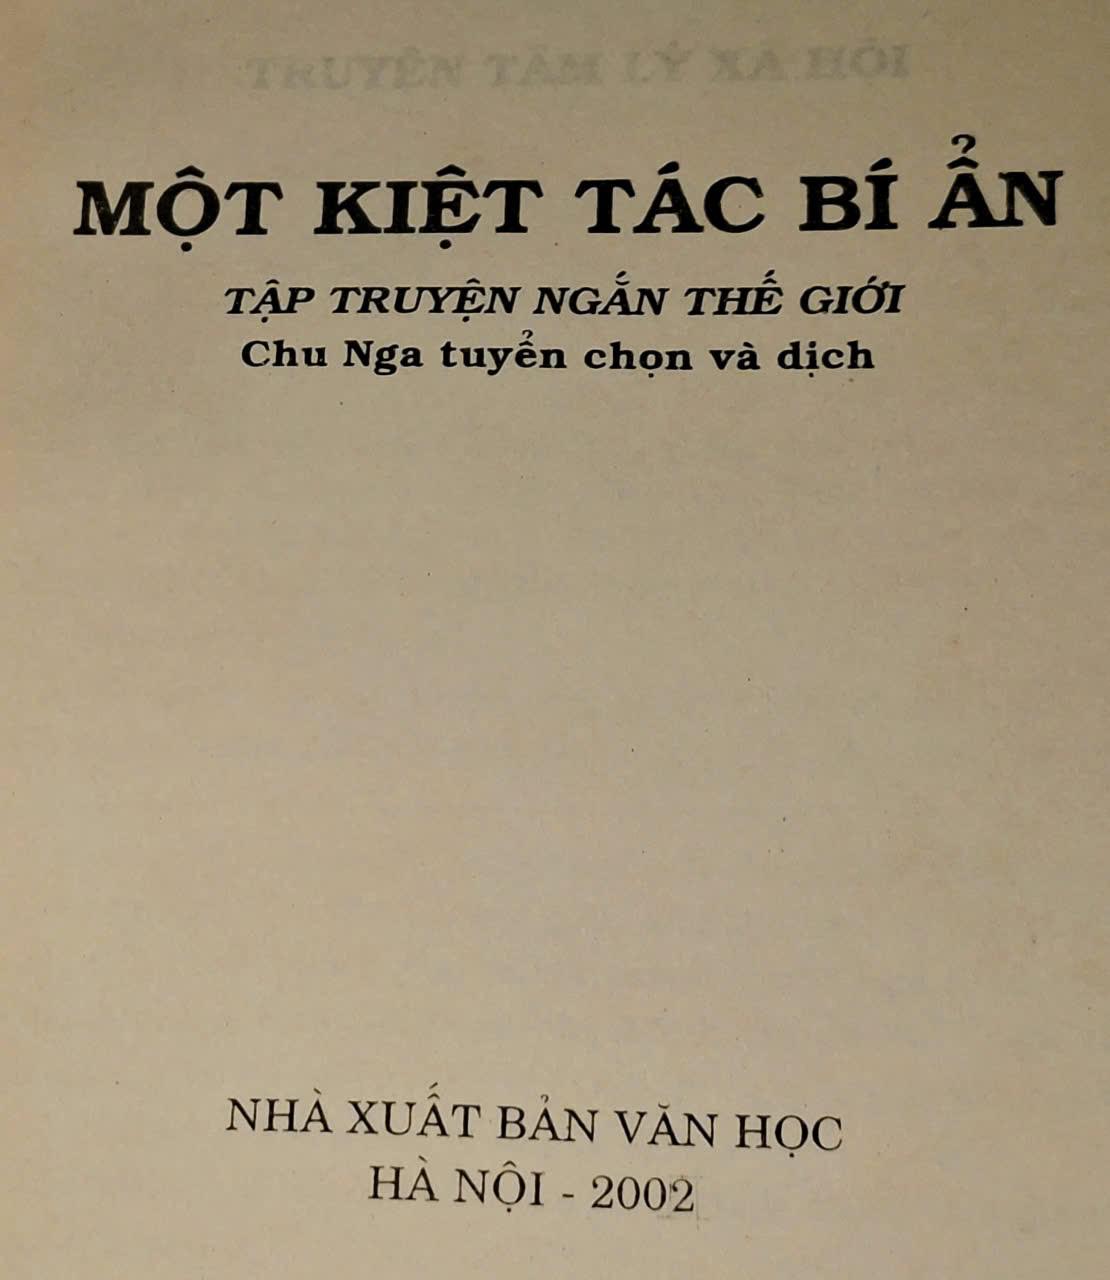 TRUYỆN TÂM LÝ XÃ HỘI
MỘT KIỆT TÁC BÍ ẨN
TẬP TRUYỆN NGẮN THẾ GIỚI
Chu Nga tuyển chọn và dịch
NHÀ XUẤT BẢN VĂN HỌC
HÀ NỘI - 2002